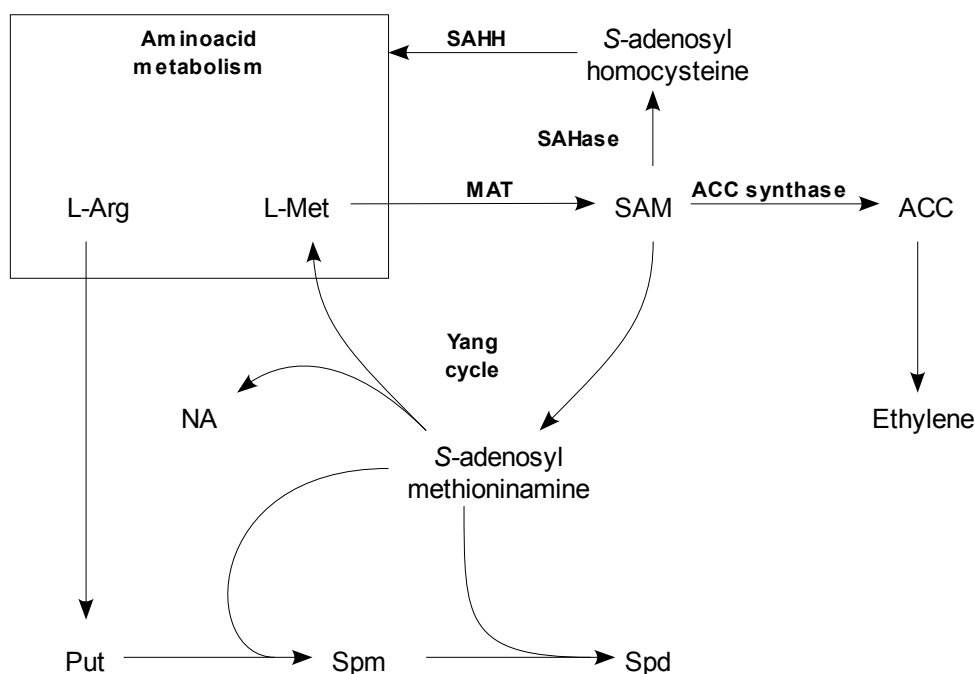 Aminoacid
metabolism
SAHH
S-adenosyl
homocysteine
SAHase
L-Arg
L-Met
MAT
SAM
ACC synthase
ACC
Yang
cycle
NA
Ethylene
S-adenosyl
methioninamine
Put
Spm
Spd